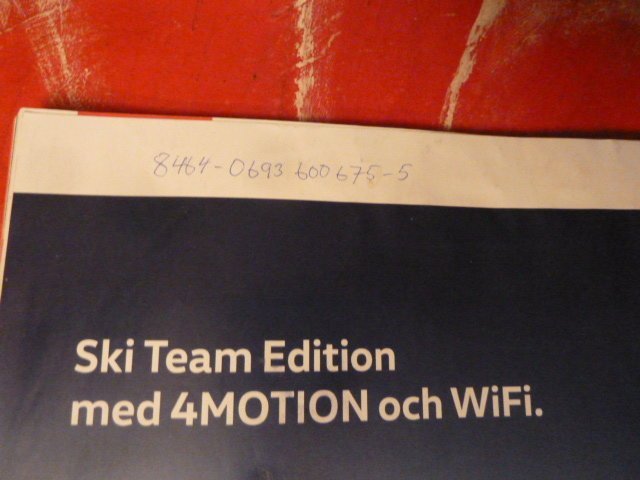 8464-0693 600 675-5
Ski Team Edition
med 4MOTION och WiFi.